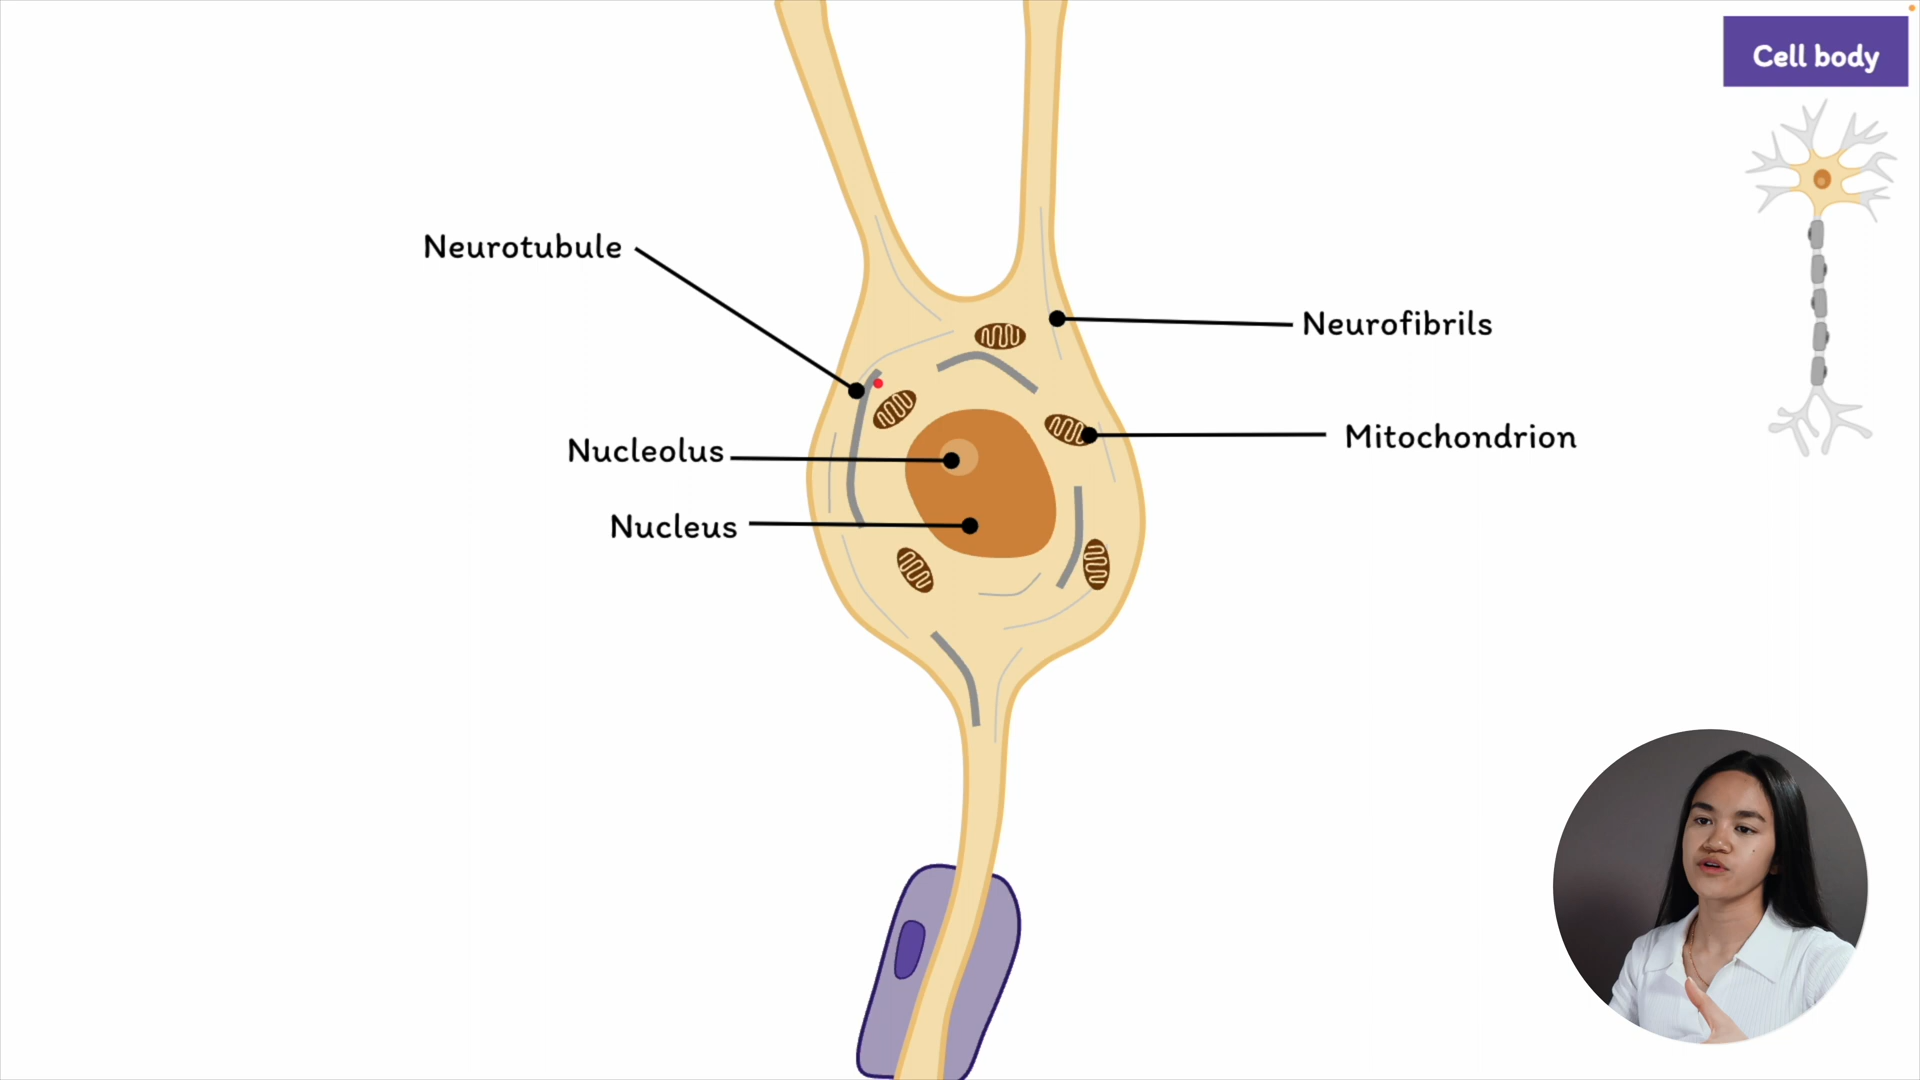 Cell body
Neurotubule
Neurofibrils
Mitochondrion
Nucleolus
Nucleus